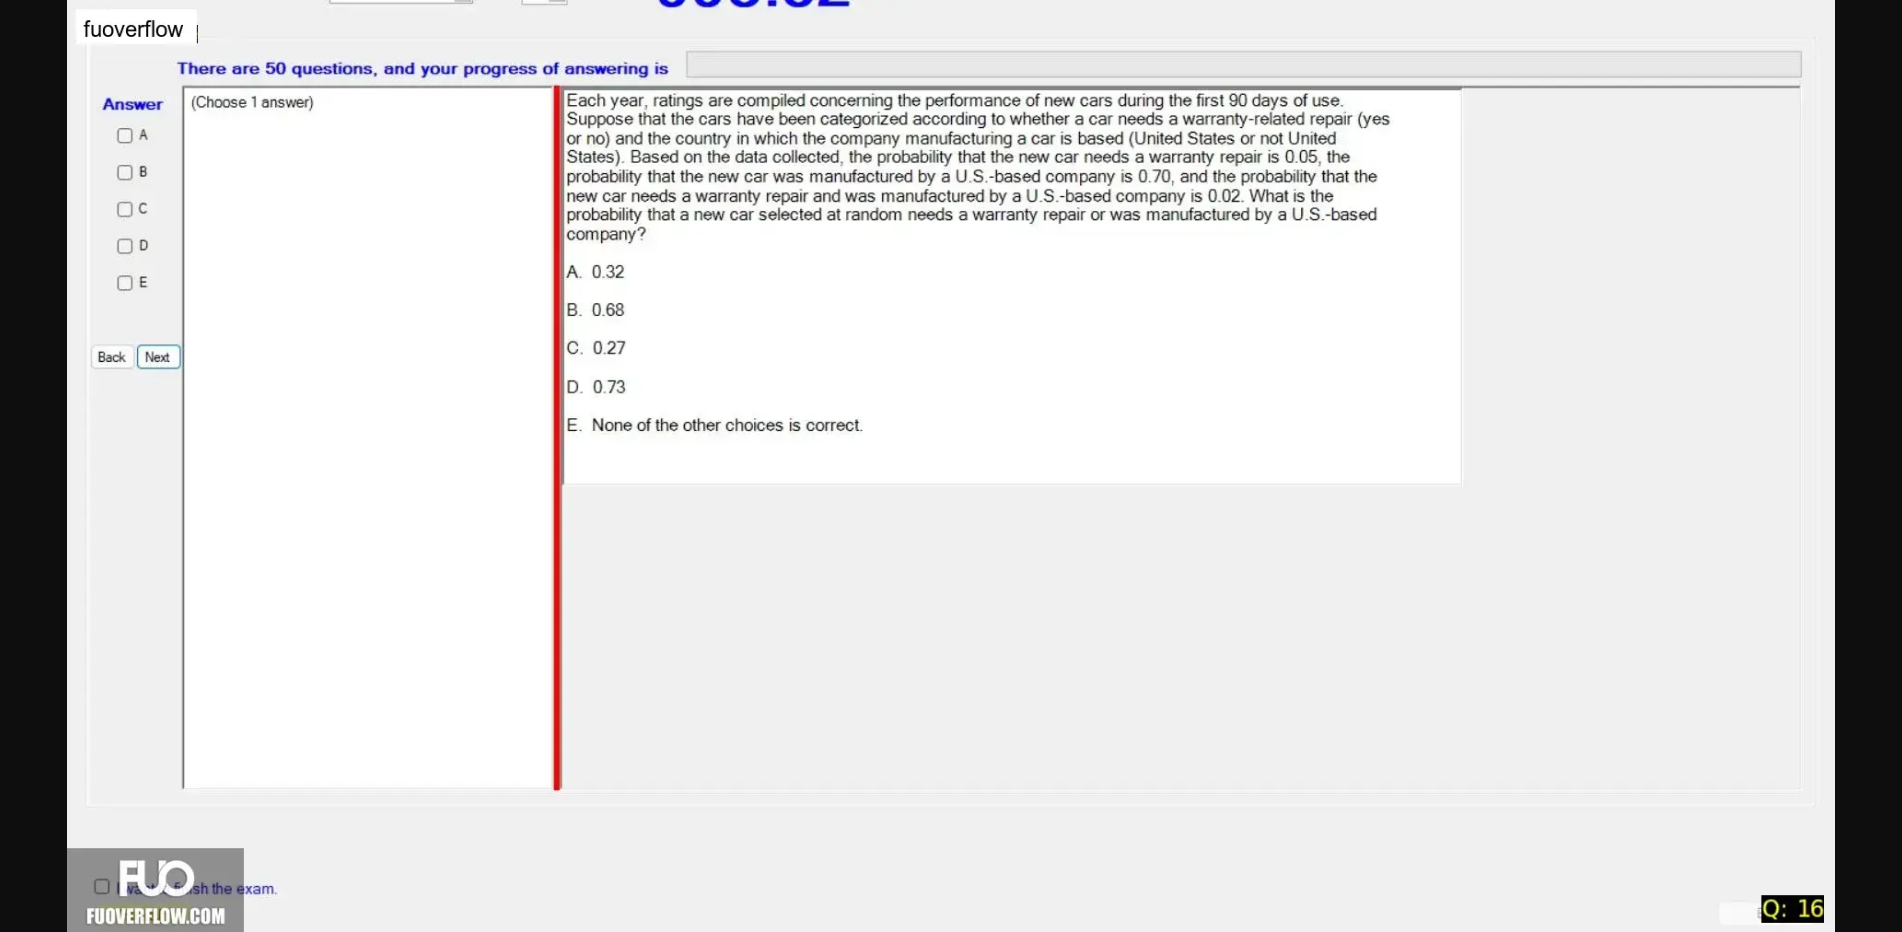 fuoverflow
There are 50 questions, and your progress of answering is
Answer
(Choose 1 answer)
A
B
C
D
E
Back
Next
Each year, ratings are compiled concerning the performance of new cars during the first 90 days of use.
Suppose that the cars have been categorized according to whether a car needs a warranty-related repair (yes
or no) and the country in which the company manufacturing a car is based (United States or not United
States). Based on the data collected, the probability that the new car needs a warranty repair is 0.05, the
probability that the new car was manufactured by a U.S.-based company is 0.70, and the probability that the
new car needs a warranty repair and was manufactured by a U.S.-based company is 0.02. What is the
probability that a new car selected at random needs a warranty repair or was manufactured by a U.S.-based
company?
A. 0.32
B. 0.68
C. 0.27
D. 0.73
E. None of the other choices is correct.
FUO
the exam.
FUOVERFLOW.COM
Q: 16